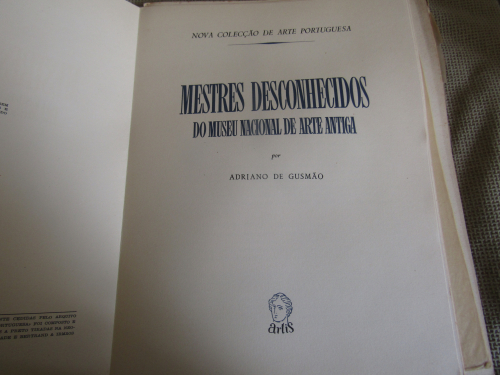 NOVA COLECÇÃO DE ARTE PORTUGUESA
MESTRES DESCONHECIDOS
DO MUSEU NACIONAL DE ARTE ANTIGA
por
ADRIANO DE GUSMÃO
artis